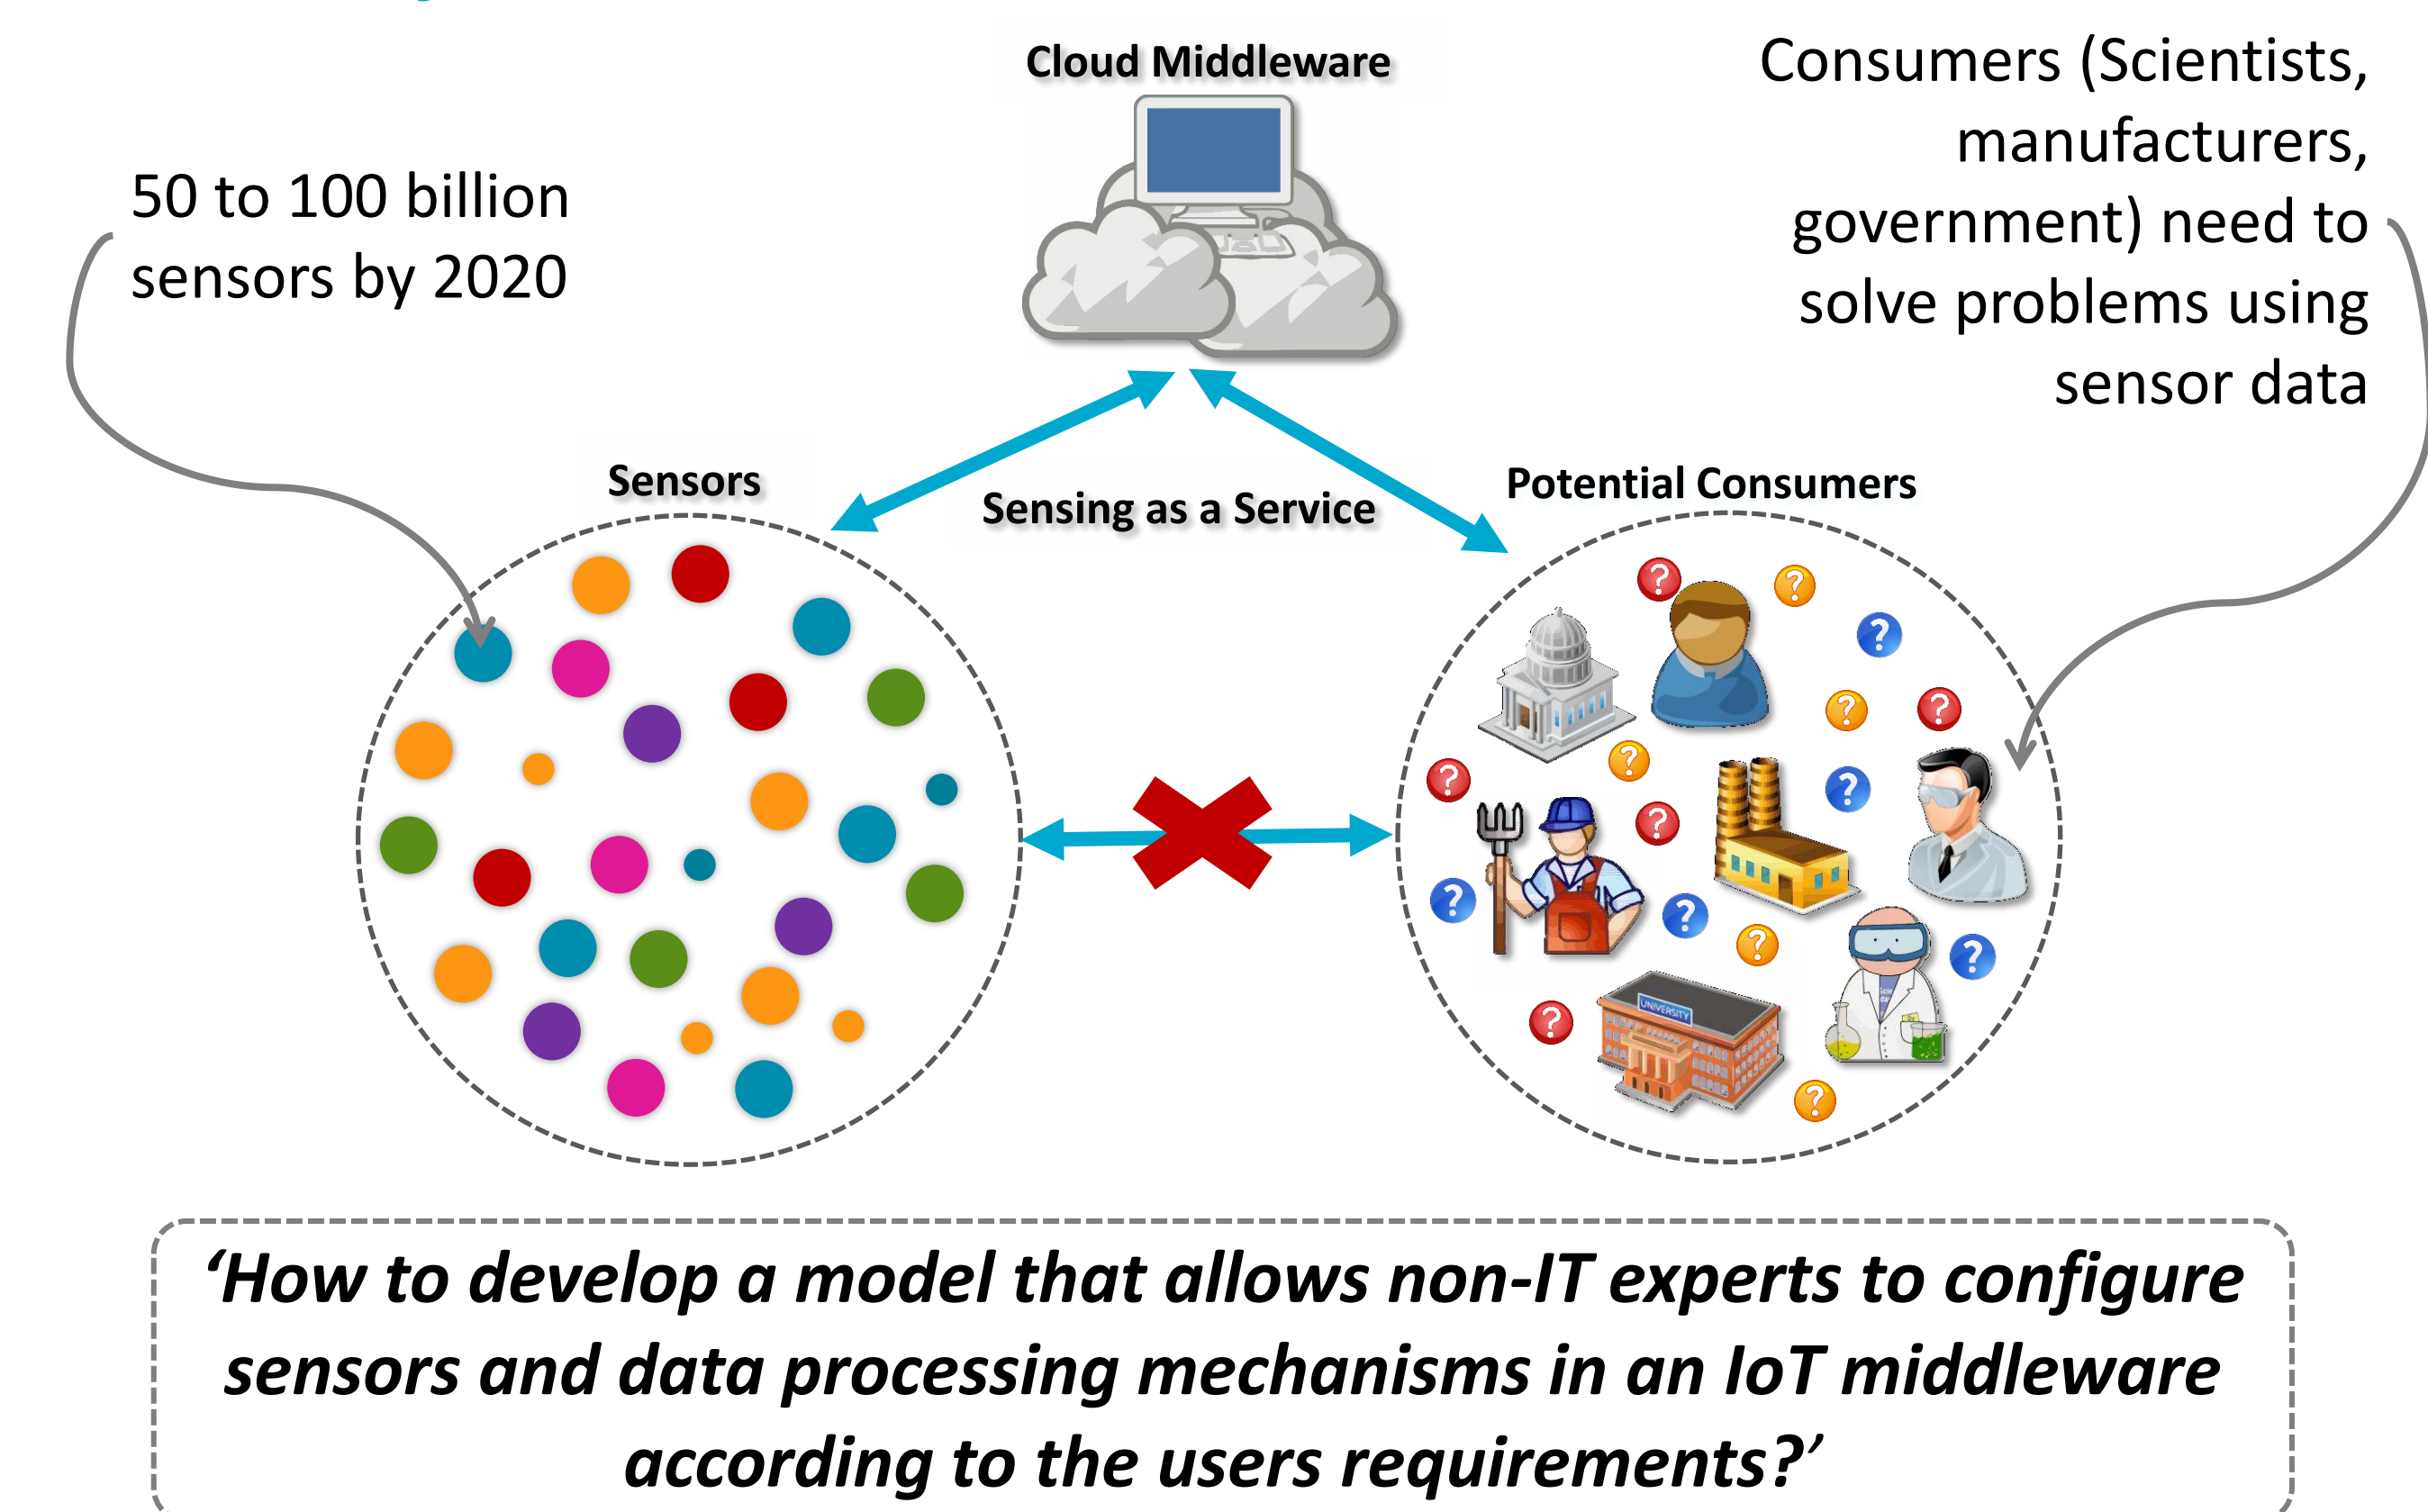 Cloud Middleware
50 to 100 billion
sensors by 2020
Consumers (Scientists,
manufacturers,
government) need to
solve problems using
sensor data
Sensors
Sensing as a Service
Potential Consumers
UNIVERSITY
‘How to develop a model that allows non-IT experts to configure
sensors and data processing mechanisms in an IoT middleware
according to the users requirements?’